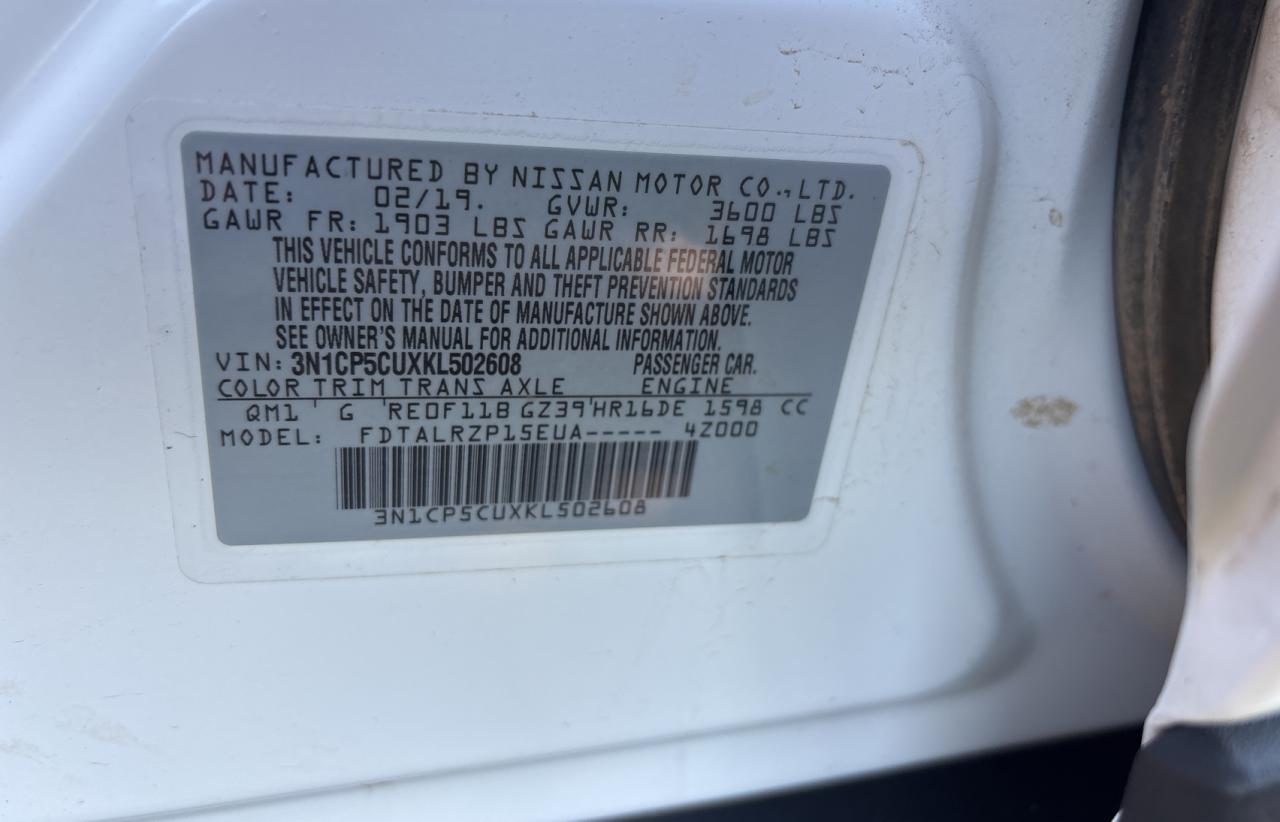 MANUFACTURED BY NISSAN MOTOR CO., LTD.
DATE: 02/19. GVWR: 3600 LBS
GAWR FR: 1903 LBS GAWR RR: 1698 LBS
THIS VEHICLE CONFORMS TO ALL APPLICABLE FEDERAL MOTOR
VEHICLE SAFETY, BUMPER AND THEFT PREVENTION STANDARDS
IN EFFECT ON THE DATE OF MANUFACTURE SHOWN ABOVE.
SEE OWNER'S MANUAL FOR ADDITIONAL INFORMATION.
VIN: 3N1CP5CUXKL502608 PASSENGER CAR.
COLOR TRIM TRANS AXLE ENGINE
QM1 ' G 'RE0F11B GZ39'HR16DE 1598 CC
MODEL: FDTALRZP15EUA----- 4Z000
3N1CP5CUXKL502608